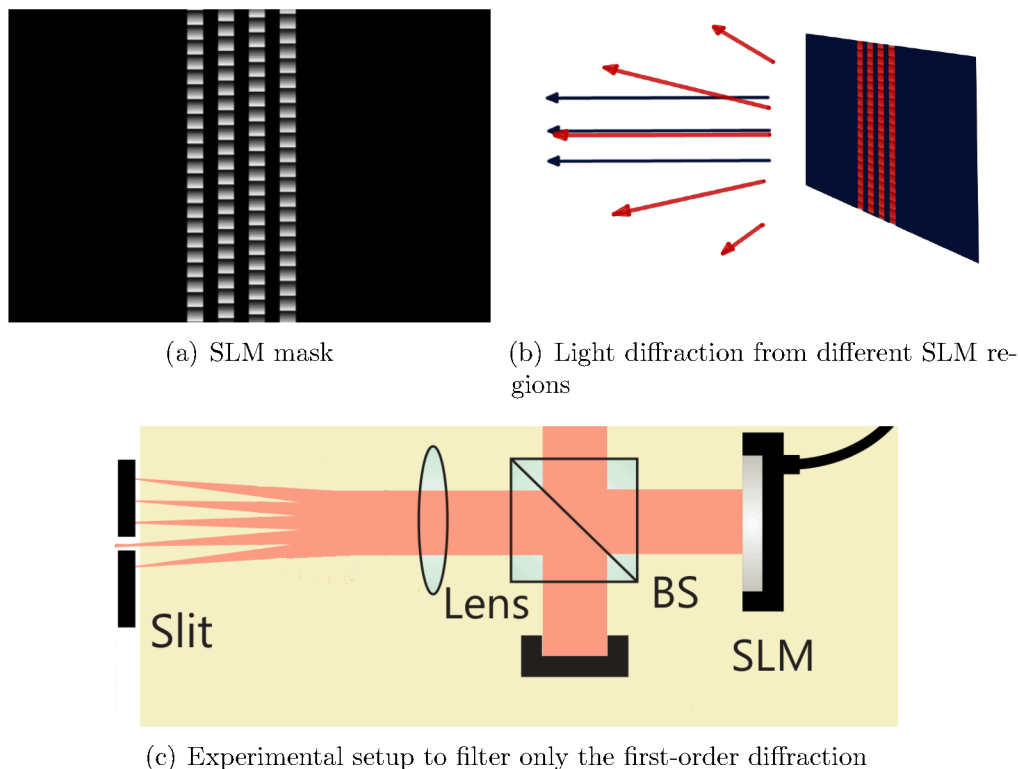 (a) SLM mask
(b) Light diffraction from different SLM re-
gions
Lens
BS
Slit
SLM
(c) Experimental setup to filter only the first-order diffraction